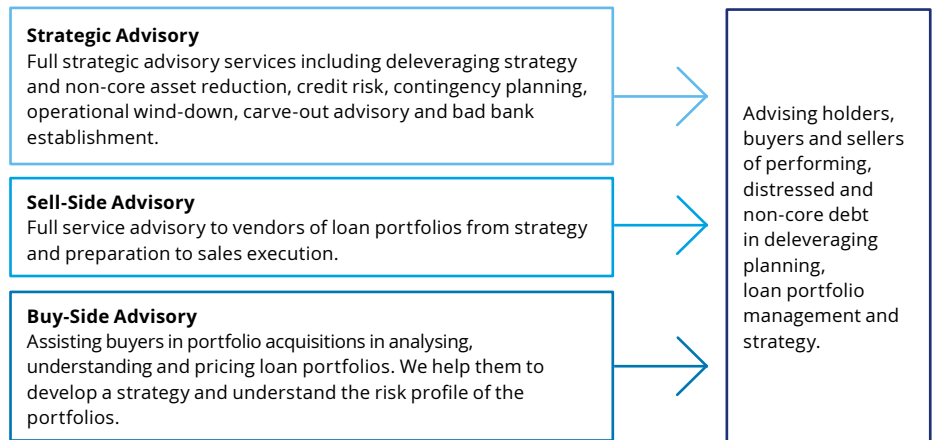 Strategic Advisory
Full strategic advisory services including deleveraging strategy
and non-core asset reduction, credit risk, contingency planning,
operational wind-down, carve-out advisory and bad bank
establishment.
Sell-Side Advisory
Full service advisory to vendors of loan portfolios from strategy
and preparation to sales execution.
Buy-Side Advisory
Assisting buyers in portfolio acquisitions in analysing,
understanding and pricing loan portfolios. We help them to
develop a strategy and understand the risk profile of the
portfolios.
Advising holders,
buyers and sellers
of performing,
distressed and
non-core debt
in deleveraging
planning,
loan portfolio
management and
strategy.